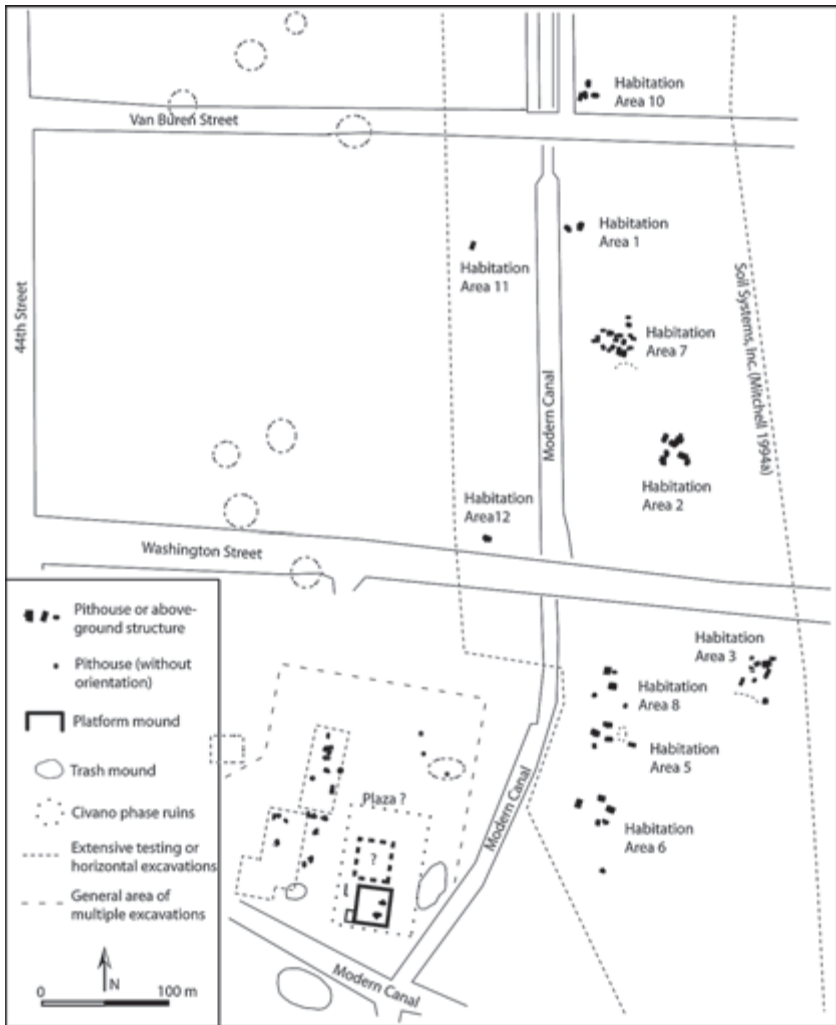 Habitation
Area 10
Van Buren Street
Habitation
Area 1
Habitation
Area 11
44th Street
Soil Systems, Inc. (Mitchell 1994a)
Habitation
Area 7
Modern Canal
Habitation
Area 2
Habitation
Area12
Washington Street
Pithouse or above-
ground structure
Pithouse (without
orientation)
Platform mound
Trash mound
Civano phase ruins
Extensive testing or
horizontal excavations
General area of
multiple excavations
N
0 100 m
Habitation
Area 3
Habitation
Area 8
Habitation
Area 5
Modern Canal
Plaza ?
?
Habitation
Area 6
Modern Canal